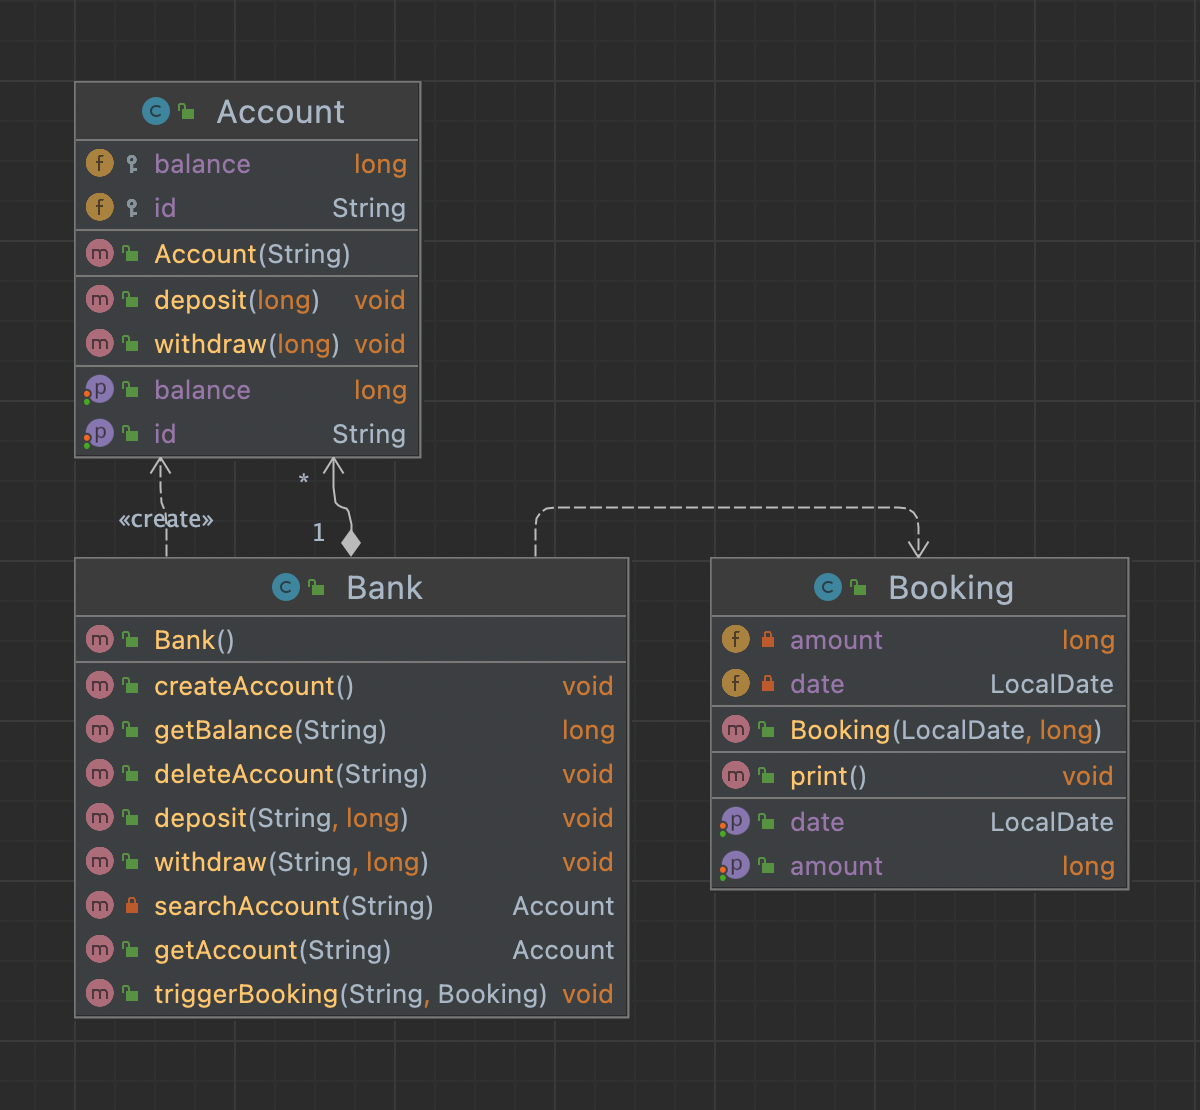 C Account
f balance long
f id String
m Account(String)
m deposit(long) void
m withdraw(long) void
p balance long
p id String
*
«create»
1
C Bank
m Bank()
m createAccount() void
m getBalance(String) long
m deleteAccount(String) void
m deposit(String, long) void
m withdraw(String, long) void
m searchAccount(String) Account
m getAccount(String) Account
m triggerBooking(String, Booking) void
C Booking
f amount long
f date LocalDate
m Booking(LocalDate, long)
m print() void
p date LocalDate
p amount long